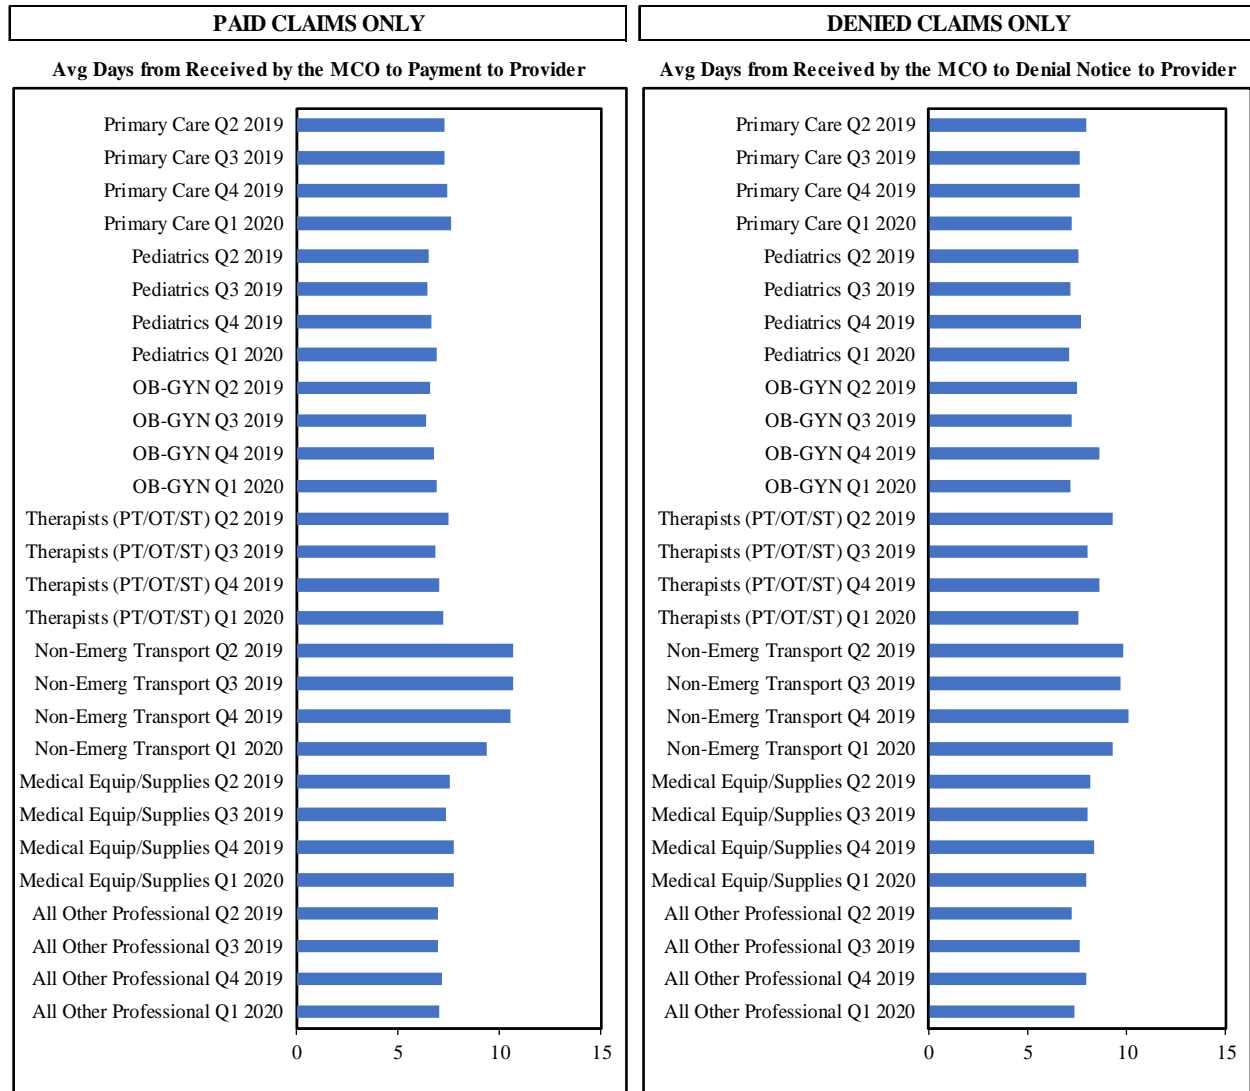 PAID CLAIMS ONLY
Avg Days from Received by the MCO to Payment to Provider
Primary Care Q2 2019
Primary Care Q3 2019
Primary Care Q4 2019
Primary Care Q1 2020
Pediatrics Q2 2019
Pediatrics Q3 2019
Pediatrics Q4 2019
Pediatrics Q1 2020
OB-GYN Q2 2019
OB-GYN Q3 2019
OB-GYN Q4 2019
OB-GYN Q1 2020
Therapists (PT/OT/ST) Q2 2019
Therapists (PT/OT/ST) Q3 2019
Therapists (PT/OT/ST) Q4 2019
Therapists (PT/OT/ST) Q1 2020
Non-Emerg Transport Q2 2019
Non-Emerg Transport Q3 2019
Non-Emerg Transport Q4 2019
Non-Emerg Transport Q1 2020
Medical Equip/Supplies Q2 2019
Medical Equip/Supplies Q3 2019
Medical Equip/Supplies Q4 2019
Medical Equip/Supplies Q1 2020
All Other Professional Q2 2019
All Other Professional Q3 2019
All Other Professional Q4 2019
All Other Professional Q1 2020
0 5 10 15
DENIED CLAIMS ONLY
Avg Days from Received by the MCO to Denial Notice to Provider
Primary Care Q2 2019
Primary Care Q3 2019
Primary Care Q4 2019
Primary Care Q1 2020
Pediatrics Q2 2019
Pediatrics Q3 2019
Pediatrics Q4 2019
Pediatrics Q1 2020
OB-GYN Q2 2019
OB-GYN Q3 2019
OB-GYN Q4 2019
OB-GYN Q1 2020
Therapists (PT/OT/ST) Q2 2019
Therapists (PT/OT/ST) Q3 2019
Therapists (PT/OT/ST) Q4 2019
Therapists (PT/OT/ST) Q1 2020
Non-Emerg Transport Q2 2019
Non-Emerg Transport Q3 2019
Non-Emerg Transport Q4 2019
Non-Emerg Transport Q1 2020
Medical Equip/Supplies Q2 2019
Medical Equip/Supplies Q3 2019
Medical Equip/Supplies Q4 2019
Medical Equip/Supplies Q1 2020
All Other Professional Q2 2019
All Other Professional Q3 2019
All Other Professional Q4 2019
All Other Professional Q1 2020
0 5 10 15